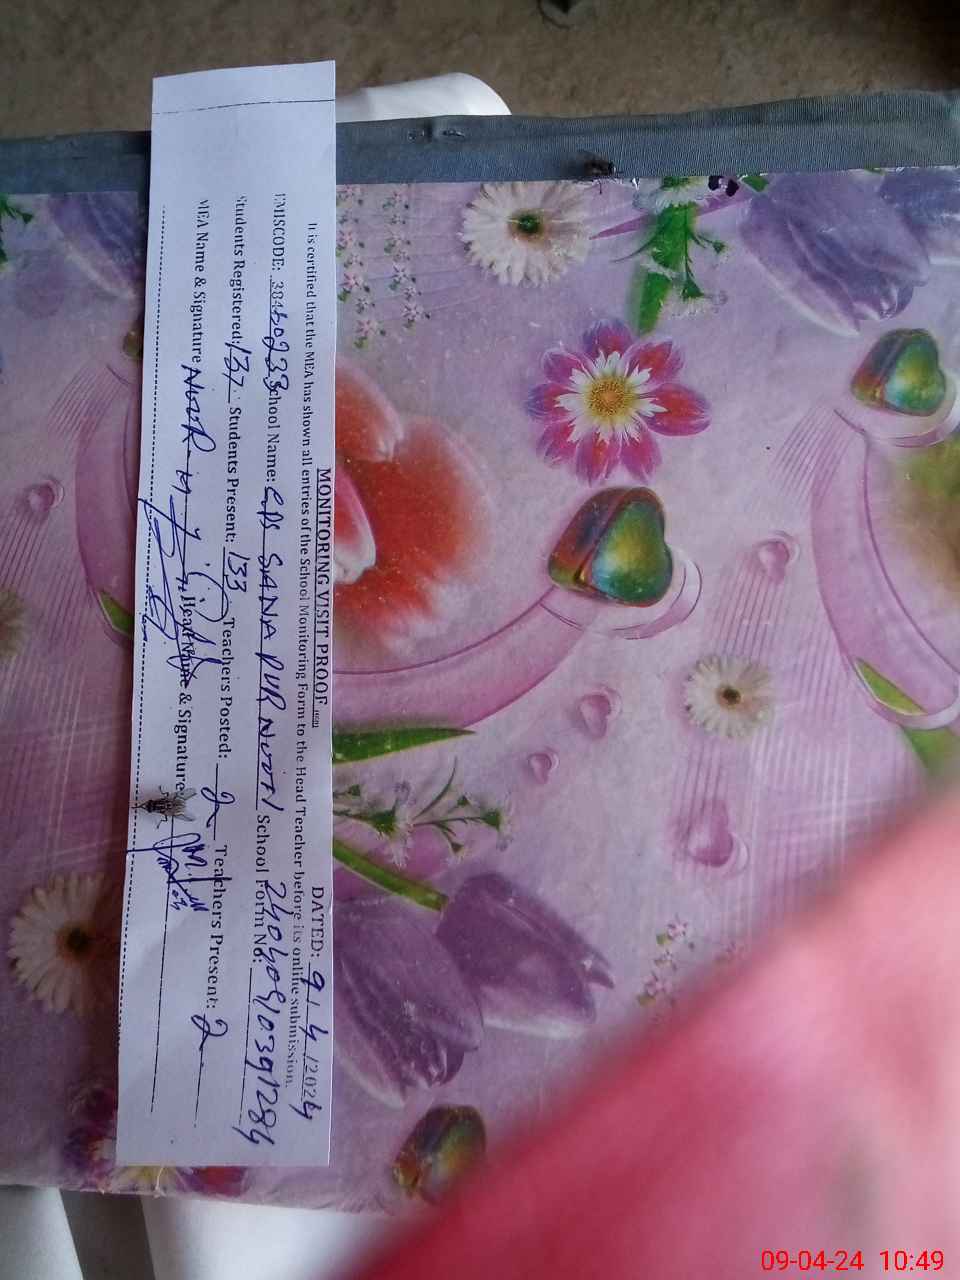 MONITORING VISIT PROOF DATED: 9-4-/2024
It is certified that the MEA has shown all entries of the School Monitoring Form to the Head Teacher before its online submission.
EMISCODE: 38460233 School Name: GPS SANA PUR NOON School Form No: 24040910391284
Students Registered: 137 Students Present: 133 Teachers Posted: 2 Teachers Present: 2
MEA Name & Signature Head Name & Signature
09-04-24 10:49